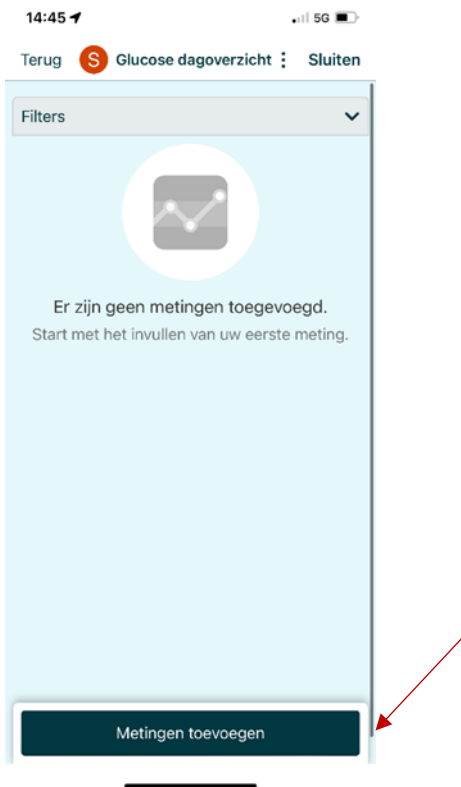 14:45 5G
Terug S Glucose dagoverzicht Sluiten
Filters
Er zijn geen metingen toegevoegd.
Start met het invullen van uw eerste meting.
Metingen toevoegen